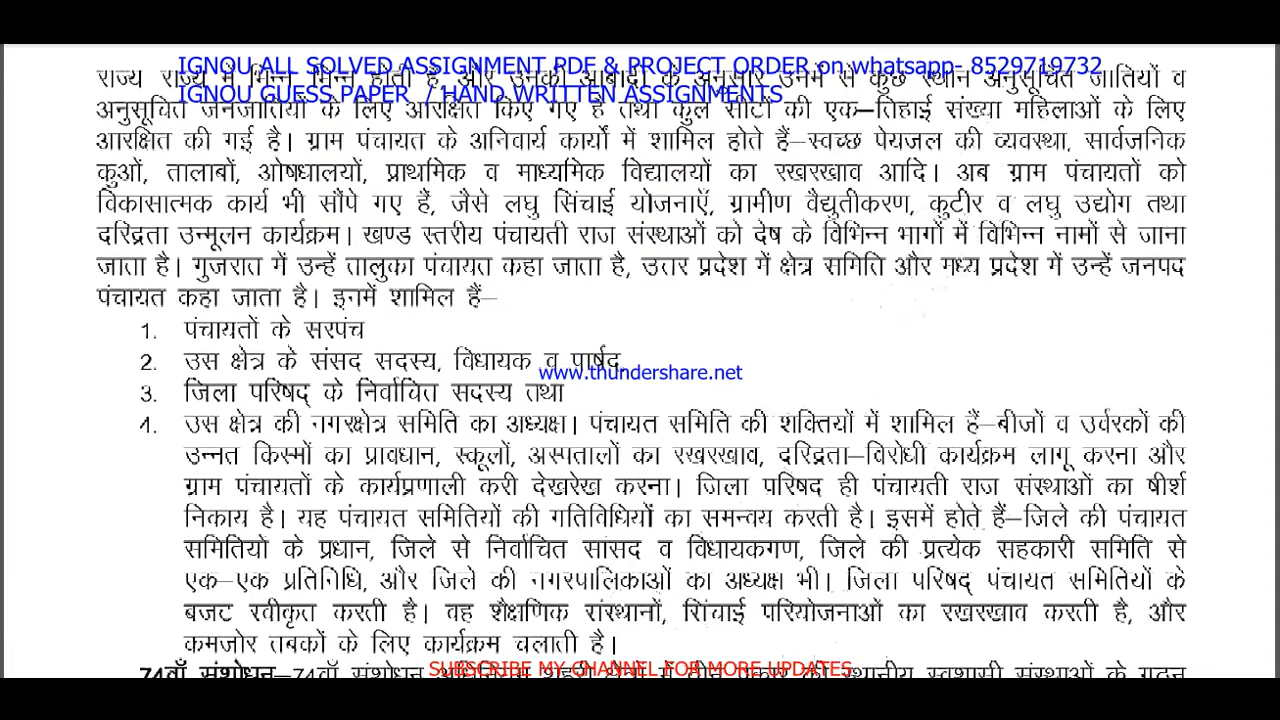 IGNOU ALL SOLVED ASSIGNMENT PDF & PROJECT ORDER on whatsapp- 8529719732
राज्य राज्य में भिन्न भिन्न होती है और उनकी आबादी के अनुसार उनमें से कुछ स्थान अनुसूचित जातियों व
IGNOU GUESS PAPER / HAND WRITTEN ASSIGNMENTS
अनुसूचित जनजातियों के लिए आरक्षित किए गए हैं तथा कुल सीटों की एक–तिहाई संख्या महिलाओं के लिए
आरक्षित की गई है। ग्राम पंचायत के अनिवार्य कार्यों में शामिल होते हैं–स्वच्छ पेयजल की व्यवस्था, सार्वजनिक
कुओं, तालाबों, ओषधालयों, प्राथमिक व माध्यमिक विद्यालयों का रखरखाव आदि। अब ग्राम पंचायतों को
विकासात्मक कार्य भी सौंपे गए हैं, जैसे लघु सिंचाई योजनाएँ, ग्रामीण वैद्युतीकरण, कुटीर व लघु उद्योग तथा
दरिद्रता उन्मूलन कार्यक्रम। खण्ड स्तरीय पंचायती राज संस्थाओं को देष के विभिन्न भागों में विभिन्न नामों से जाना
जाता है। गुजरात में उन्हें तालुका पंचायत कहा जाता है, उत्तर प्रदेश में क्षेत्र समिति और मध्य प्रदेश में उन्हें जनपद
पंचायत कहा जाता है। इनमें शामिल हैं–
1. पंचायतों के सरपंच
2. उस क्षेत्र के संसद सदस्य, विधायक व पार्षद,
www.thundershare.net
3. जिला परिषद् के निर्वाचित सदस्य तथा
4. उस क्षेत्र की नगरक्षेत्र समिति का अध्यक्ष। पंचायत समिति की शक्तियों में शामिल हैं–बीजों व उर्वरकों की
उन्नत किस्मों का प्रावधान, स्कूलों, अस्पतालों का रखरखाव, दरिद्रता–विरोधी कार्यक्रम लागू करना और
ग्राम पंचायतों के कार्यप्रणाली करी देखरेख करना। जिला परिषद ही पंचायती राज संस्थाओं का षीर्श
निकाय है। यह पंचायत समितियों की गतिविधियों का समन्वय करती है। इसमें होते हैं–जिले की पंचायत
समितियों के प्रधान, जिले से निर्वाचित सांसद व विधायकगण, जिले की प्रत्येक सहकारी समिति से
एक–एक प्रतिनिधि, और जिले की नगरपालिकाओं का अध्यक्ष भी। जिला परिषद् पंचायत समितियों के
बजट स्वीकृत करती है। वह शैक्षणिक संस्थानों, सिंचाई परियोजनाओं का रखरखाव करती है, और
कमजोर तबकों के लिए कार्यक्रम चलाती है।
74वाँ संशोधन–74वाँ संशोधन अधिनियम शहरी क्षेत्रों में तीन प्रकार की स्थानीय स्वशासी संस्थाओं के गठन
SUBSCRIBE MY CHANNEL FOR MORE UPDATES